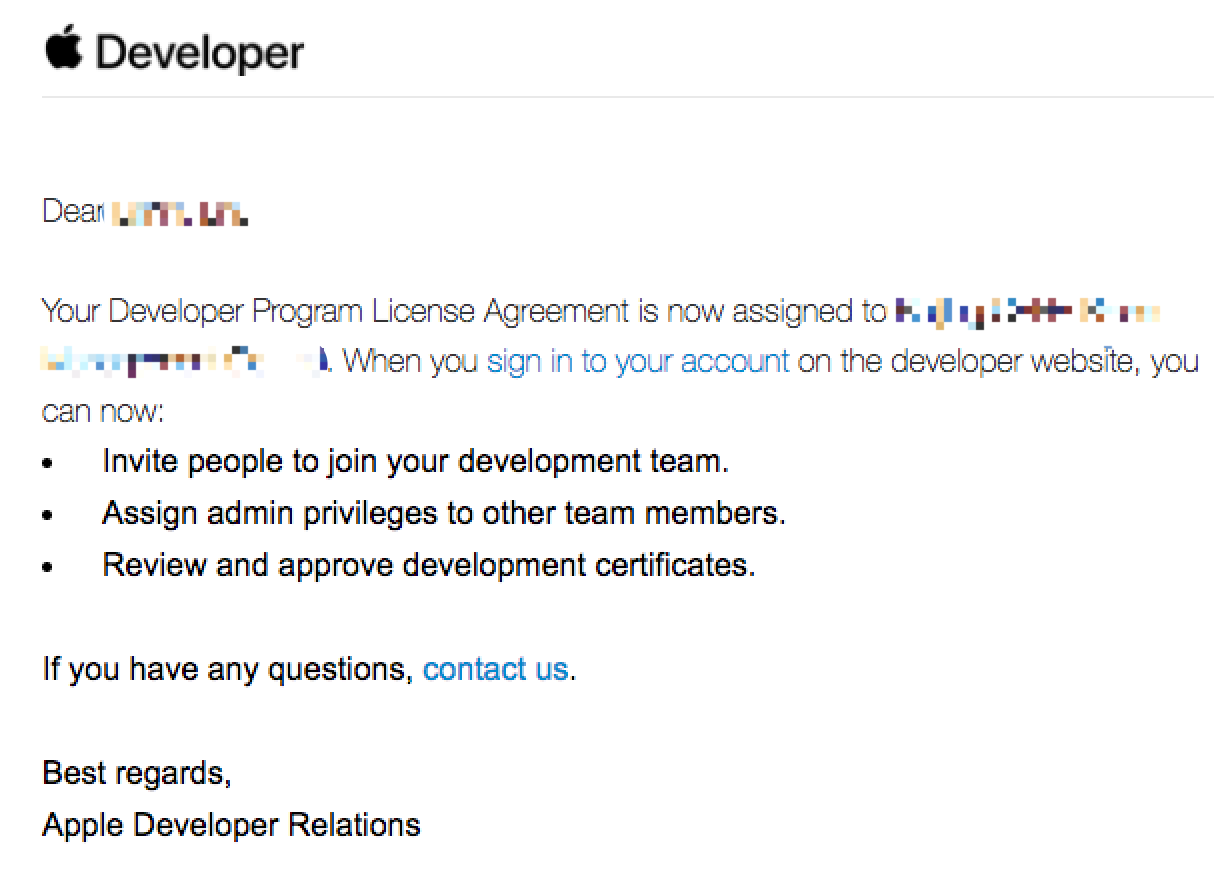 Developer
Dear
Your Developer Program License Agreement is now assigned to
. When you sign in to your account on the developer website, you
can now:
• Invite people to join your development team.
• Assign admin privileges to other team members.
• Review and approve development certificates.
If you have any questions, contact us.
Best regards,
Apple Developer Relations